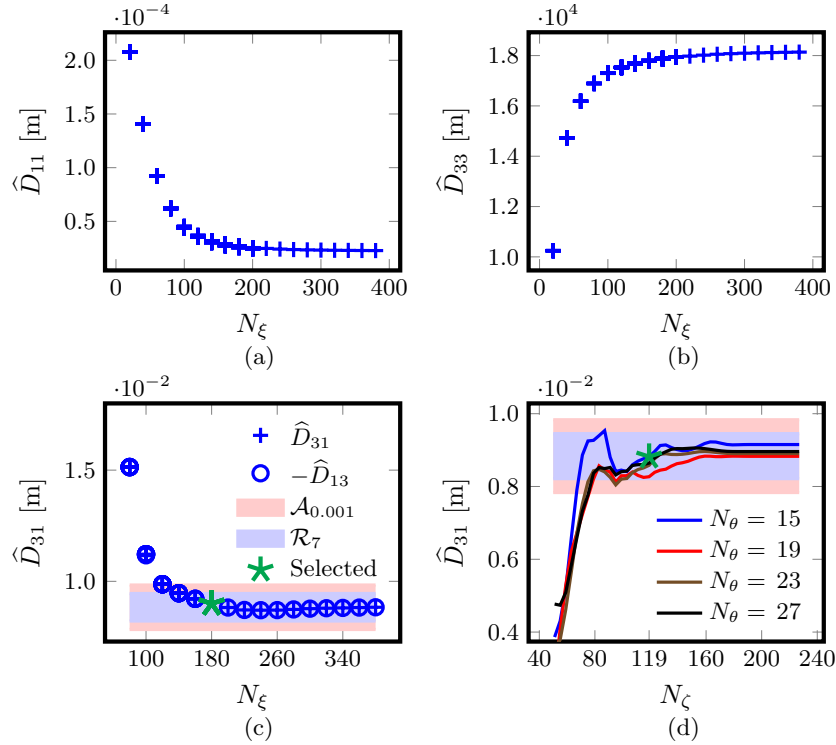 ·10⁻⁴
2.0
1.5
1.0
0.5
D̂₁₁ [m]
0 100 200 300 400
N_ξ
(a)
·10⁴
1.8
1.6
1.4
1.2
1.0
D̂₃₃ [m]
0 100 200 300 400
N_ξ
(b)
·10⁻²
1.5
1.0
D̂₃₁ [m]
D̂₃₁
−D̂₁₃
𝒜₀.₀₀₁
ℛ₇
Selected
100 180 260 340
N_ξ
(c)
·10⁻²
1.0
0.8
0.6
0.4
D̂₃₁ [m]
N_θ = 15
N_θ = 19
N_θ = 23
N_θ = 27
40 80 119 160 200 240
N_ζ
(d)